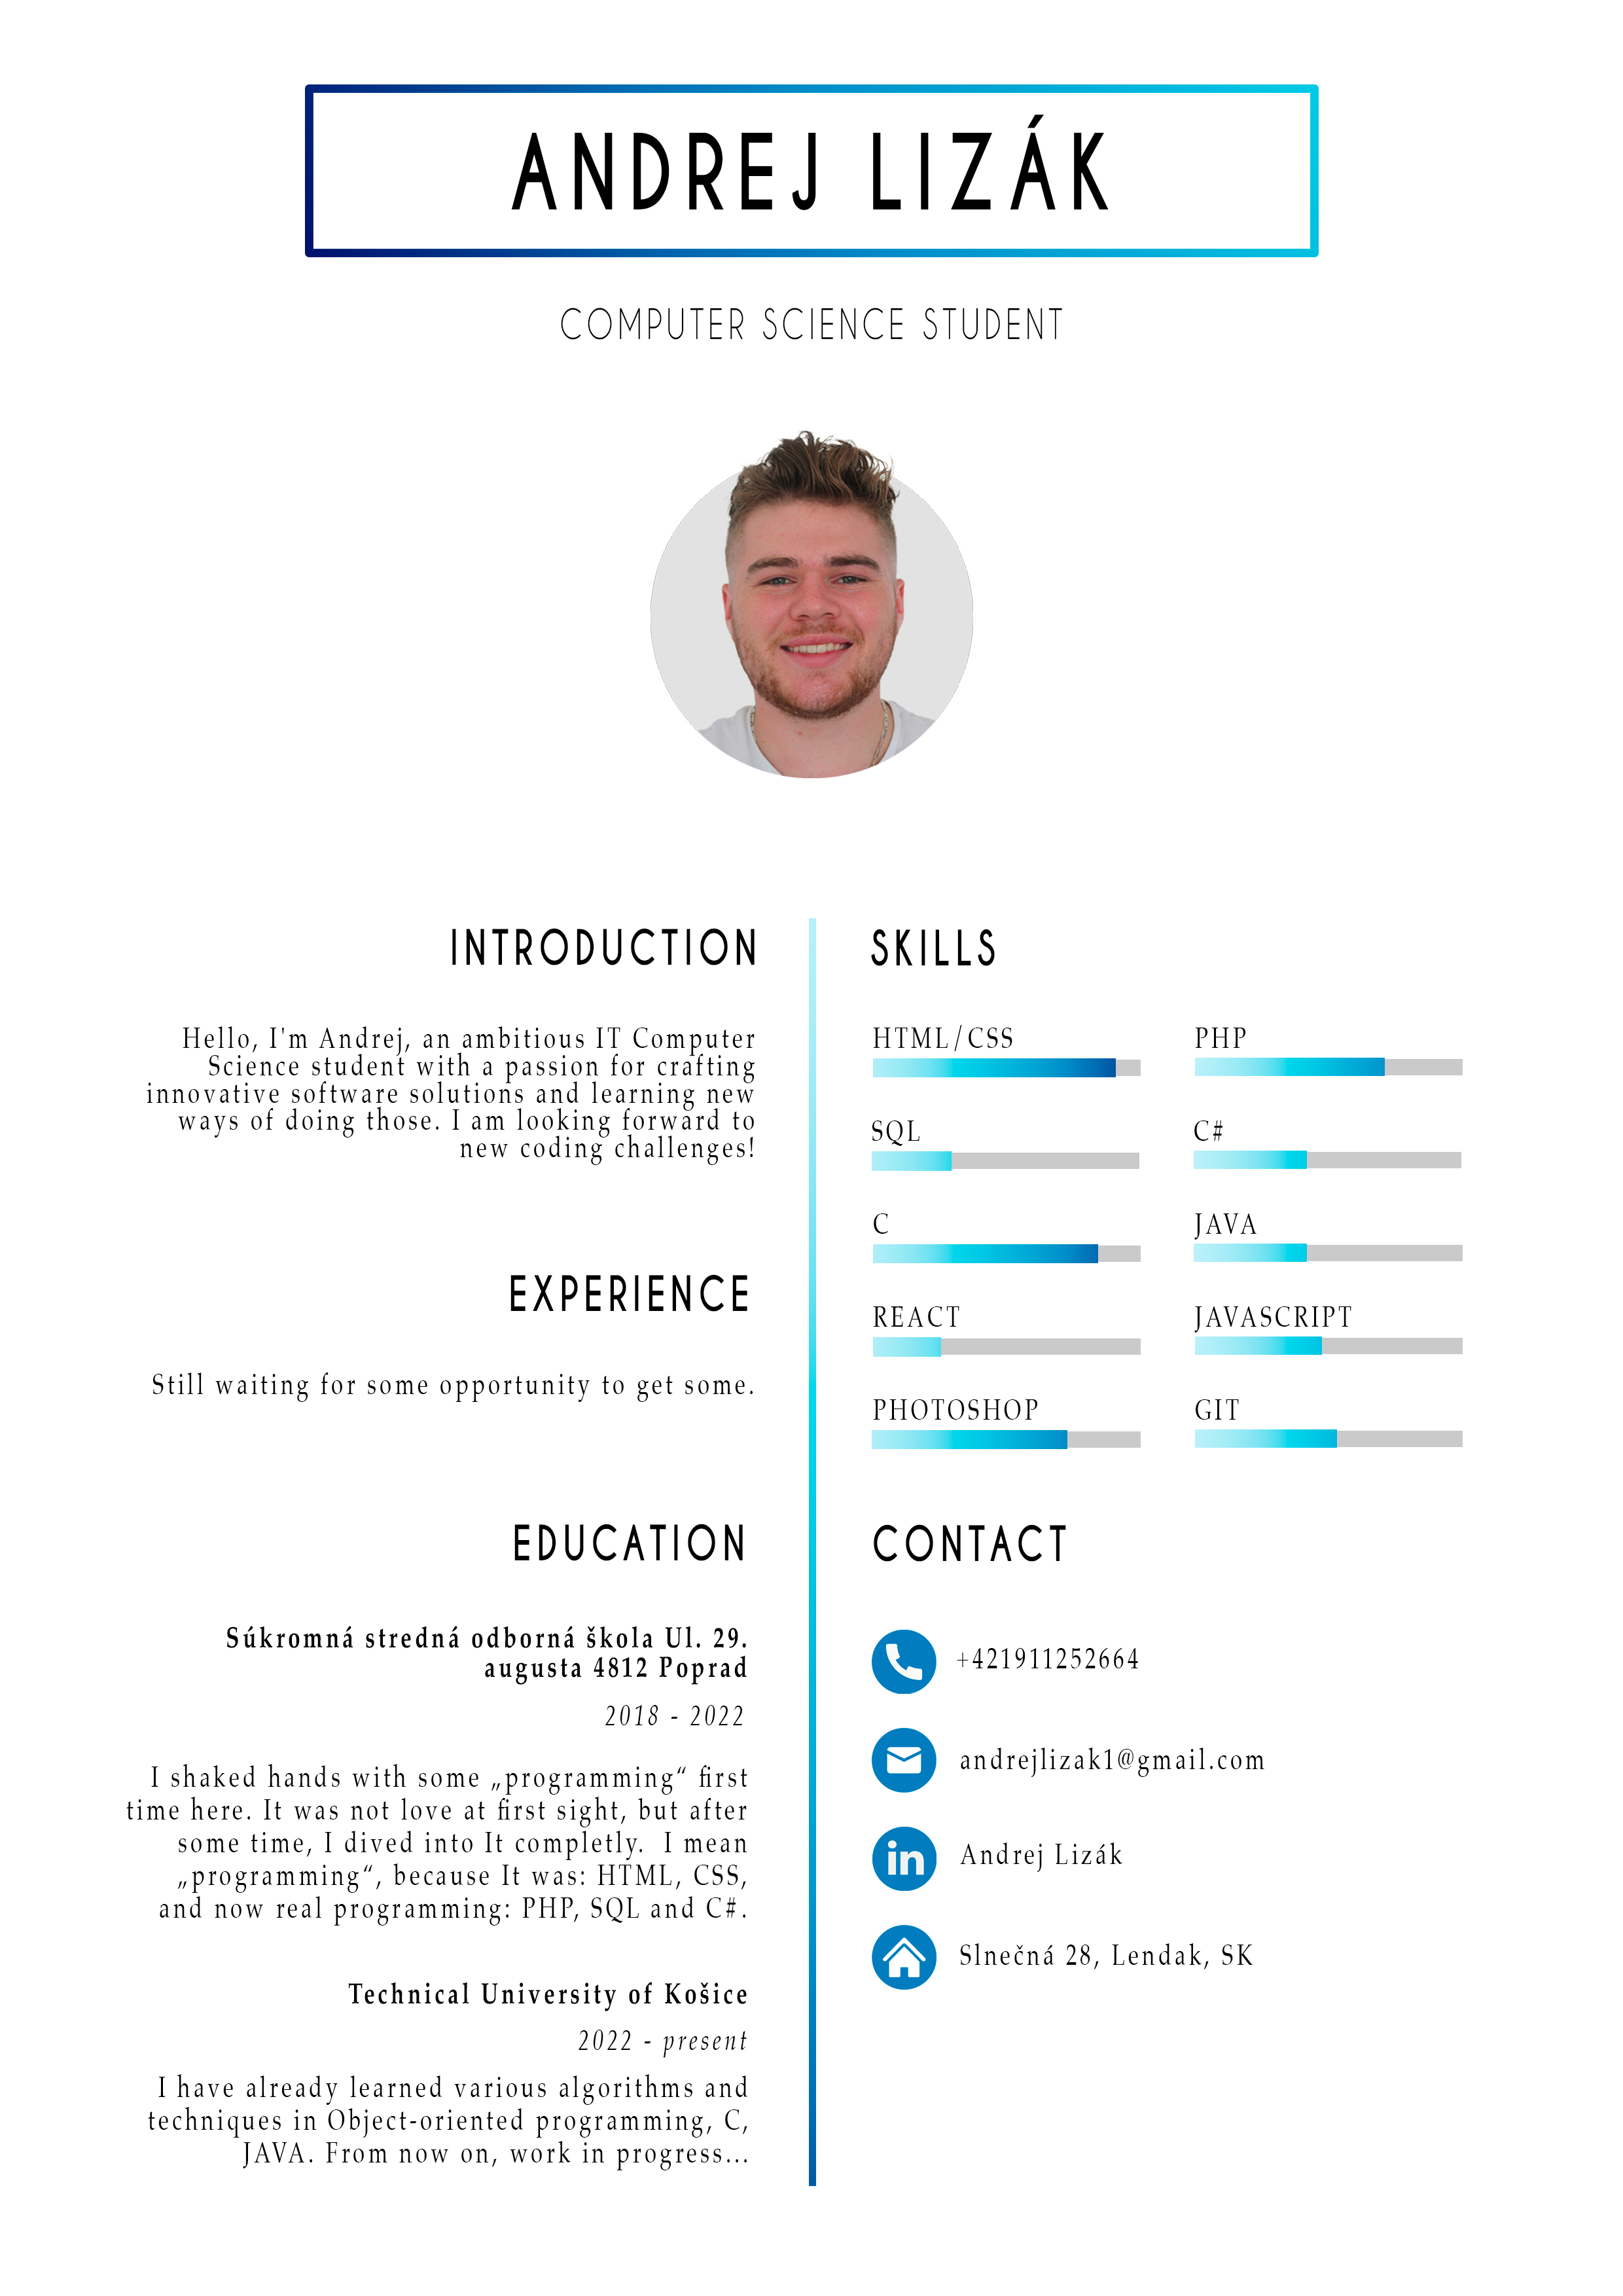 ANDREJ LIZÁK
COMPUTER SCIENCE STUDENT
INTRODUCTION
Hello, I'm Andrej, an ambitious IT Computer
Science student with a passion for crafting
innovative software solutions and learning new
ways of doing those. I am looking forward to
new coding challenges!
EXPERIENCE
Still waiting for some opportunity to get some.
EDUCATION
Súkromná stredná odborná škola Ul. 29.
augusta 4812 Poprad
2018 - 2022
I shaked hands with some „programming“ first
time here. It was not love at first sight, but after
some time, I dived into It completly.  I mean
„programming“, because It was: HTML, CSS,
and now real programming: PHP, SQL and C#.
Technical University of Košice
2022 - present
I have already learned various algorithms and
techniques in Object-oriented programming, C,
JAVA. From now on, work in progress...
SKILLS
HTML/CSS
PHP
SQL
C#
C
JAVA
REACT
JAVASCRIPT
PHOTOSHOP
GIT
CONTACT
+421911252664
andrejlizak1@gmail.com
in
Andrej Lizák
Slnečná 28, Lendak, SK